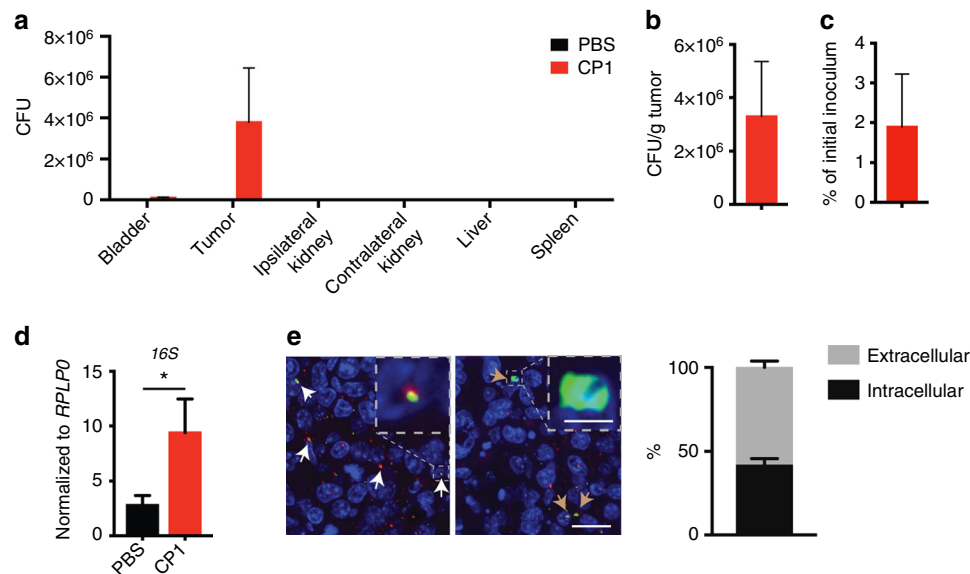 a
8×10⁶
6×10⁶
4×10⁶
2×10⁶
0
CFU
PBS
CP1
Bladder
Tumor
Ipsilateral
kidney
Contralateral
kidney
Liver
Spleen
b
6×10⁶
4×10⁶
2×10⁶
0
CFU/g tumor
c
4
3
2
1
0
% of initial inoculum
d
16S
*
15
10
5
0
Normalized to RPLP0
PBS
CP1
e
100
50
0
%
Extracellular
Intracellular